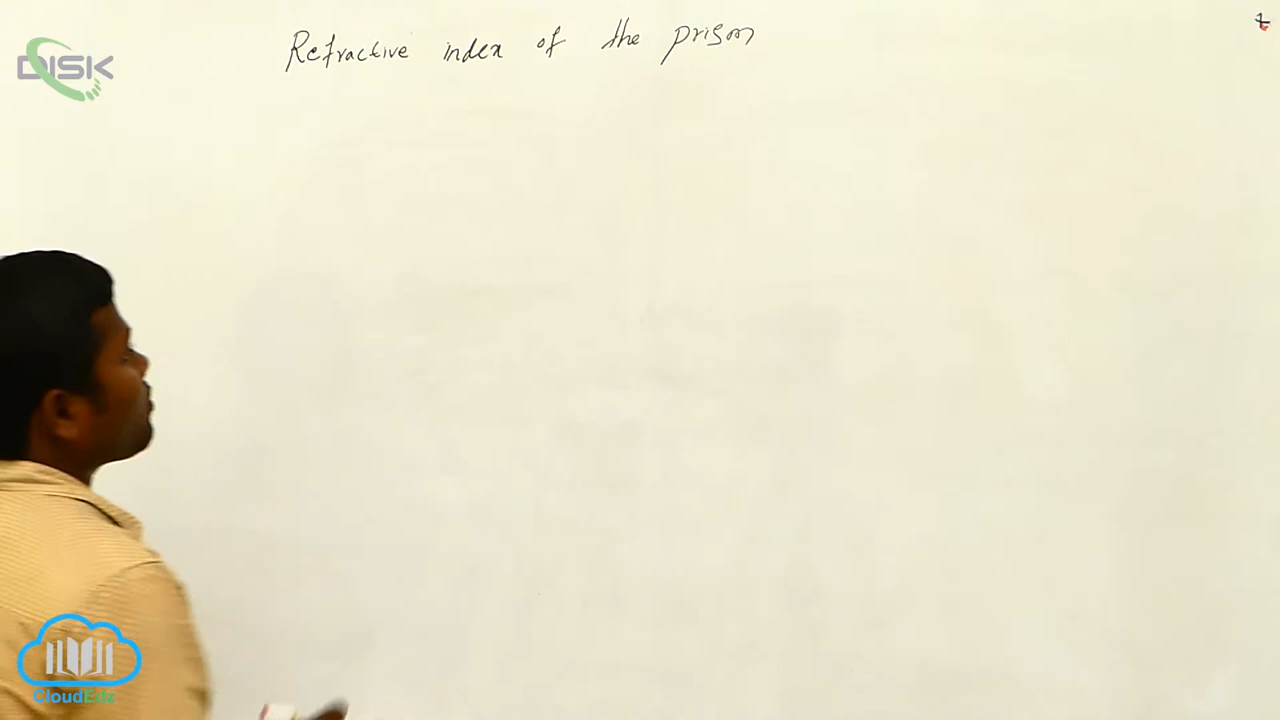 Refractive index of the prism
DISK
CloudEdz